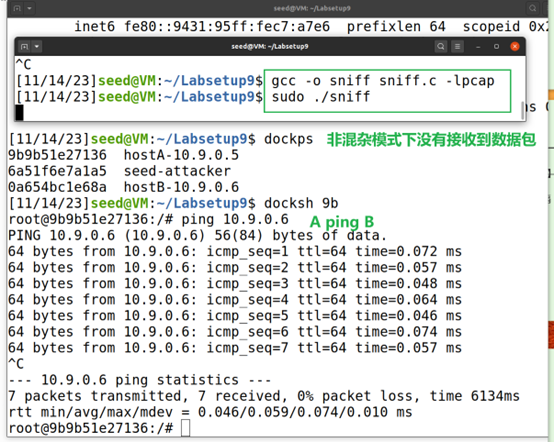 seed@VM: ~/Labsetup9
inet6 fe80::9431:95ff:fec7:a7e6  prefixlen 64  scopeid 0x2
seed@VM: ~/Labsetup9
^C
[11/14/23]seed@VM:~/Labsetup9$ gcc -o sniff sniff.c -lpcap
[11/14/23]seed@VM:~/Labsetup9$ sudo ./sniff
[11/14/23]seed@VM:~/Labsetup9$ dockps 非混杂模式下没有接收到数据包
9b9b51e27136  hostA-10.9.0.5
6a51f6e7a1a5  seed-attacker
0a654bc1e68a  hostB-10.9.0.6
[11/14/23]seed@VM:~/Labsetup9$ docksh 9b
root@9b9b51e27136:/# ping 10.9.0.6 A ping B
PING 10.9.0.6 (10.9.0.6) 56(84) bytes of data.
64 bytes from 10.9.0.6: icmp_seq=1 ttl=64 time=0.072 ms
64 bytes from 10.9.0.6: icmp_seq=2 ttl=64 time=0.057 ms
64 bytes from 10.9.0.6: icmp_seq=3 ttl=64 time=0.048 ms
64 bytes from 10.9.0.6: icmp_seq=4 ttl=64 time=0.064 ms
64 bytes from 10.9.0.6: icmp_seq=5 ttl=64 time=0.046 ms
64 bytes from 10.9.0.6: icmp_seq=6 ttl=64 time=0.074 ms
64 bytes from 10.9.0.6: icmp_seq=7 ttl=64 time=0.057 ms
^C
--- 10.9.0.6 ping statistics ---
7 packets transmitted, 7 received, 0% packet loss, time 6134ms
rtt min/avg/max/mdev = 0.046/0.059/0.074/0.010 ms
root@9b9b51e27136:/#